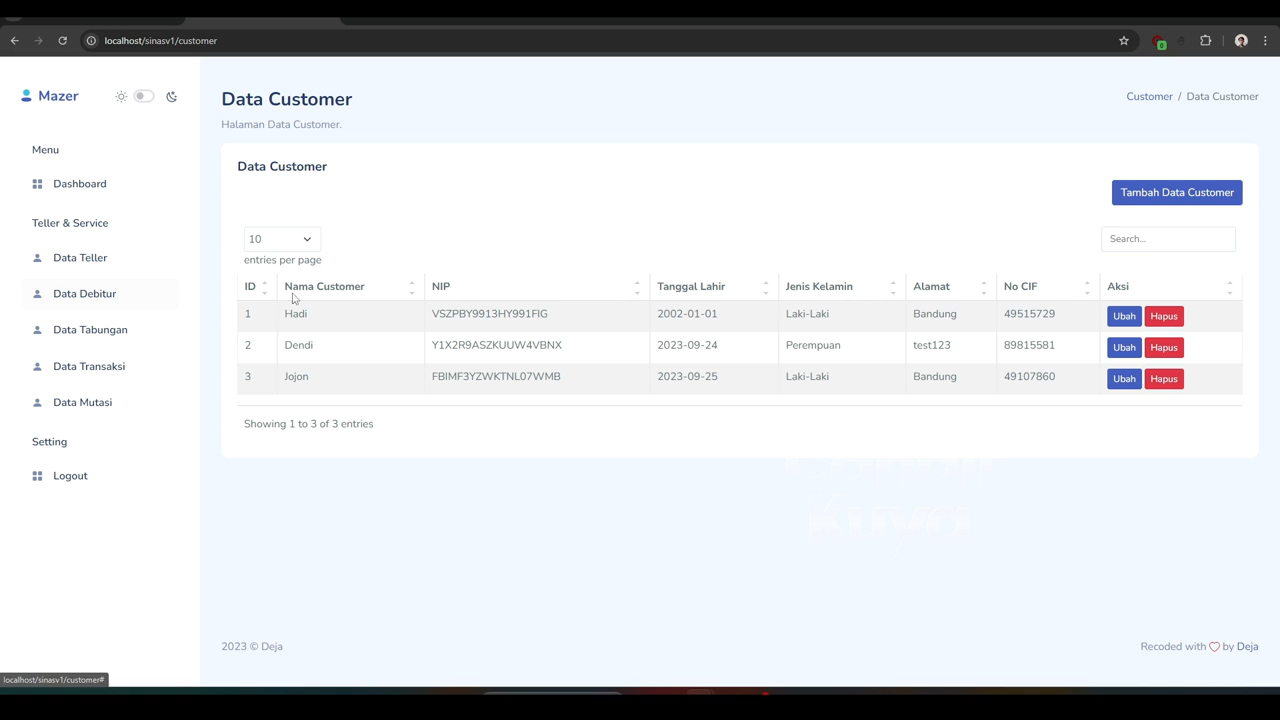 localhost/sinasv1/customer
0
Mazer
Menu
Dashboard
Teller & Service
Data Teller
Data Debitur
Data Tabungan
Data Transaksi
Data Mutasi
Setting
Logout
Data Customer
Halaman Data Customer.
Customer / Data Customer
Data Customer
Tambah Data Customer
10
entries per page
Search...
ID Nama Customer NIP Tanggal Lahir Jenis Kelamin Alamat No CIF Aksi
1 Hadi VSZPBY9913HY991FIG 2002-01-01 Laki-Laki Bandung 49515729 Ubah Hapus
2 Dendi Y1X2R9ASZKUUW4VBNX 2023-09-24 Perempuan test123 89815581 Ubah Hapus
3 Jojon FBIMF3YZWKTNL07WMB 2023-09-25 Laki-Laki Bandung 49107860 Ubah Hapus
Showing 1 to 3 of 3 entries
2023 © Deja
Recoded with by Deja
localhost/sinasv1/customer#